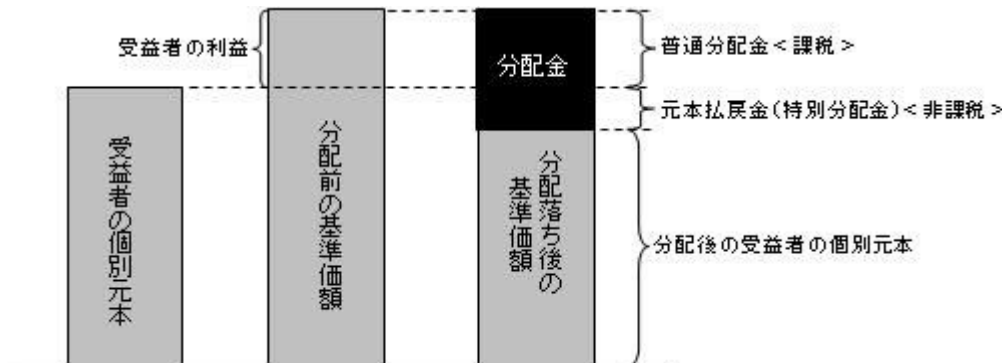 受益者の利益
分配金
普通分配金<課税>
元本払戻金(特別分配金)<非課税>
受益者の個別元本
分配前の基準価額
分配落ち後の
基準価額
分配後の受益者の個別元本